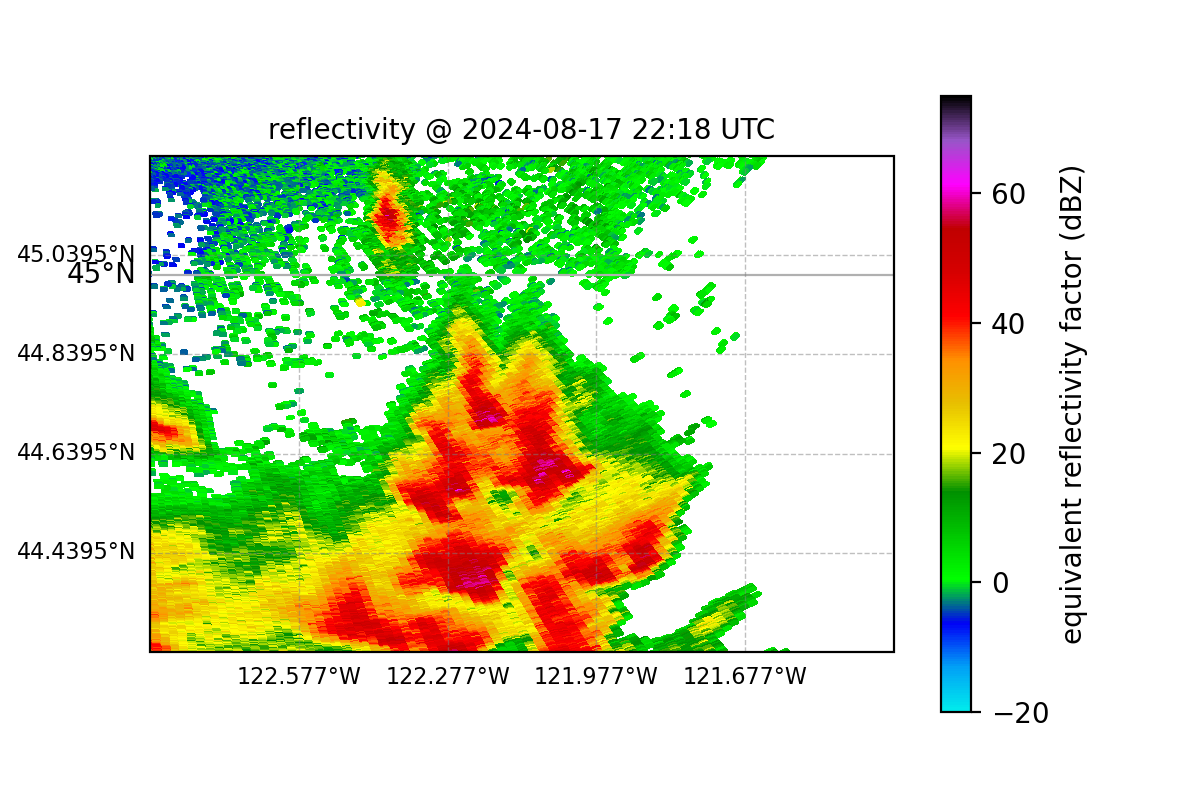 reflectivity @ 2024-08-17 22:18 UTC
45.0395°N
45°N
44.8395°N
44.6395°N
44.4395°N
122.577°W 122.277°W 121.977°W 121.677°W
60
40
20
0
−20
equivalent reflectivity factor (dBZ)